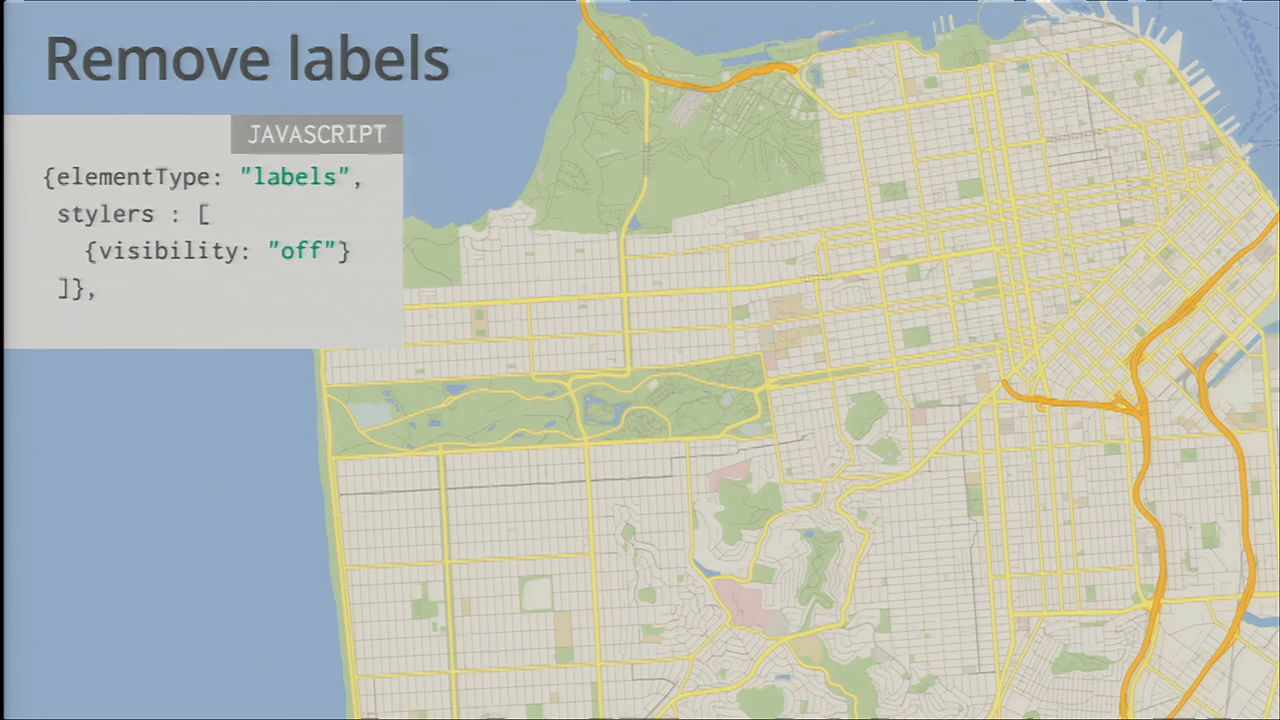 Remove labels
JAVASCRIPT
{elementType: "labels",
stylers : [
{visibility: "off"}
]},